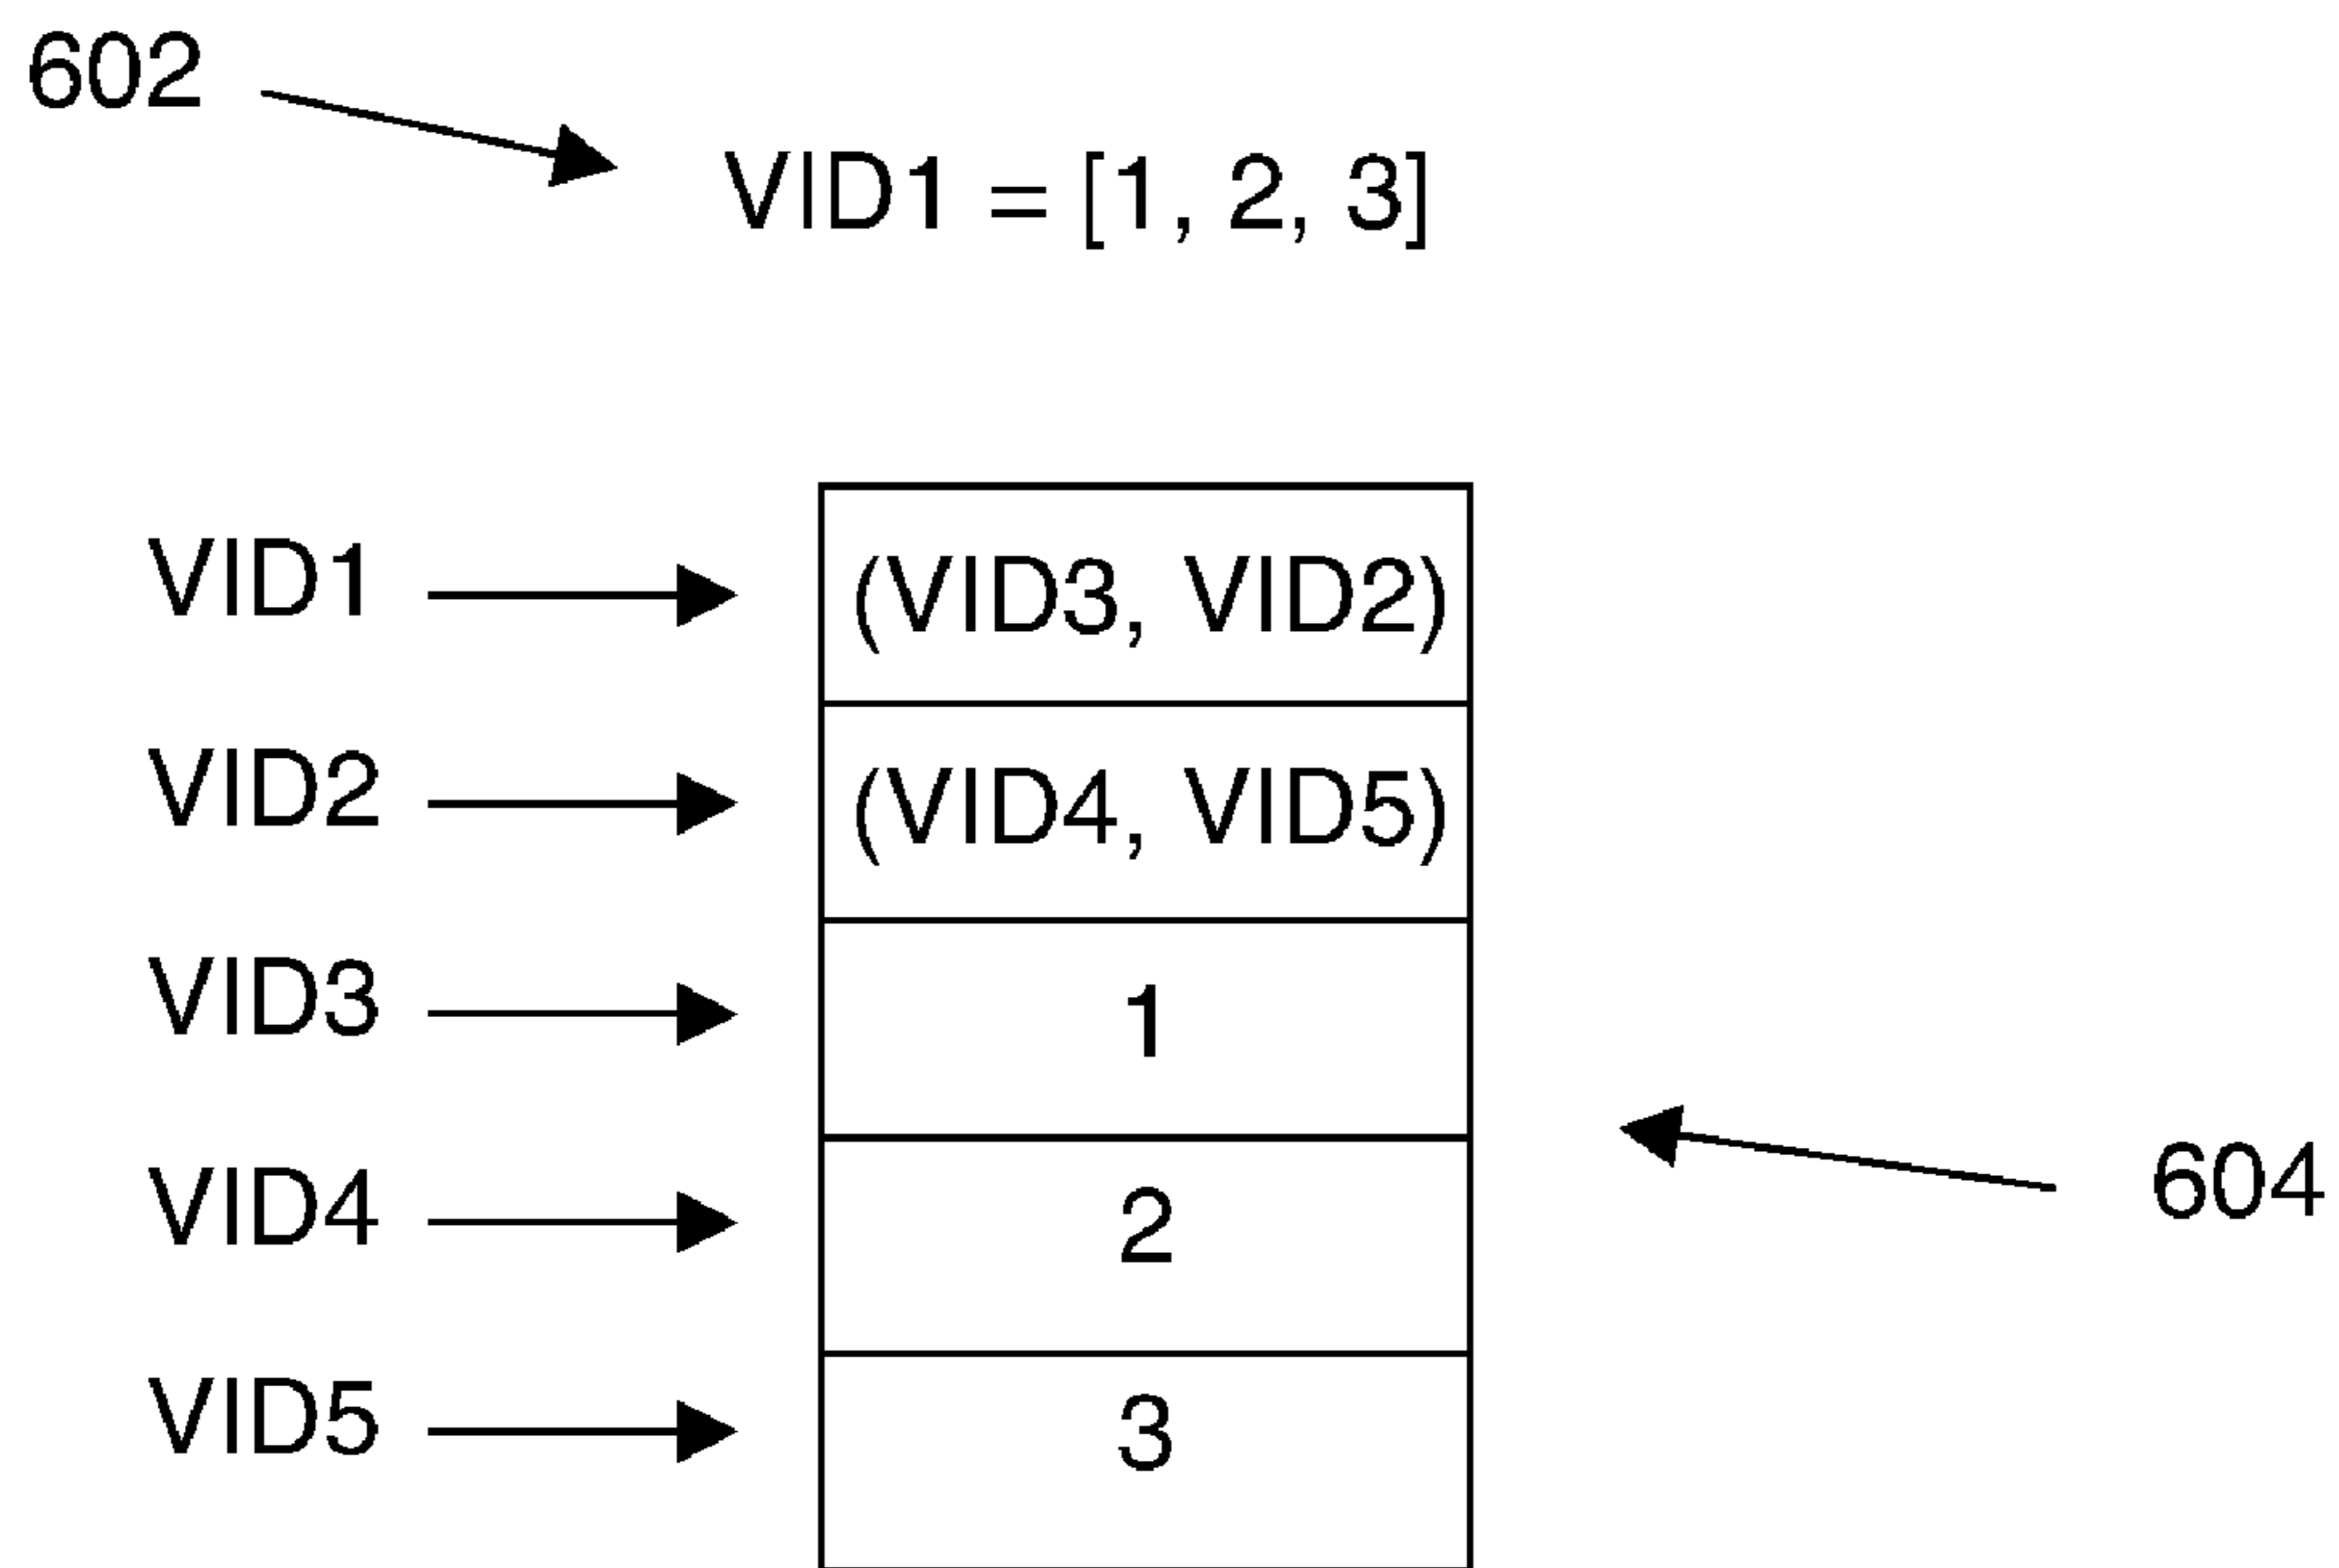 602
VID1 = [1, 2, 3]
VID1 (VID3, VID2)
VID2 (VID4, VID5)
VID3 1
VID4 2
604
VID5 3